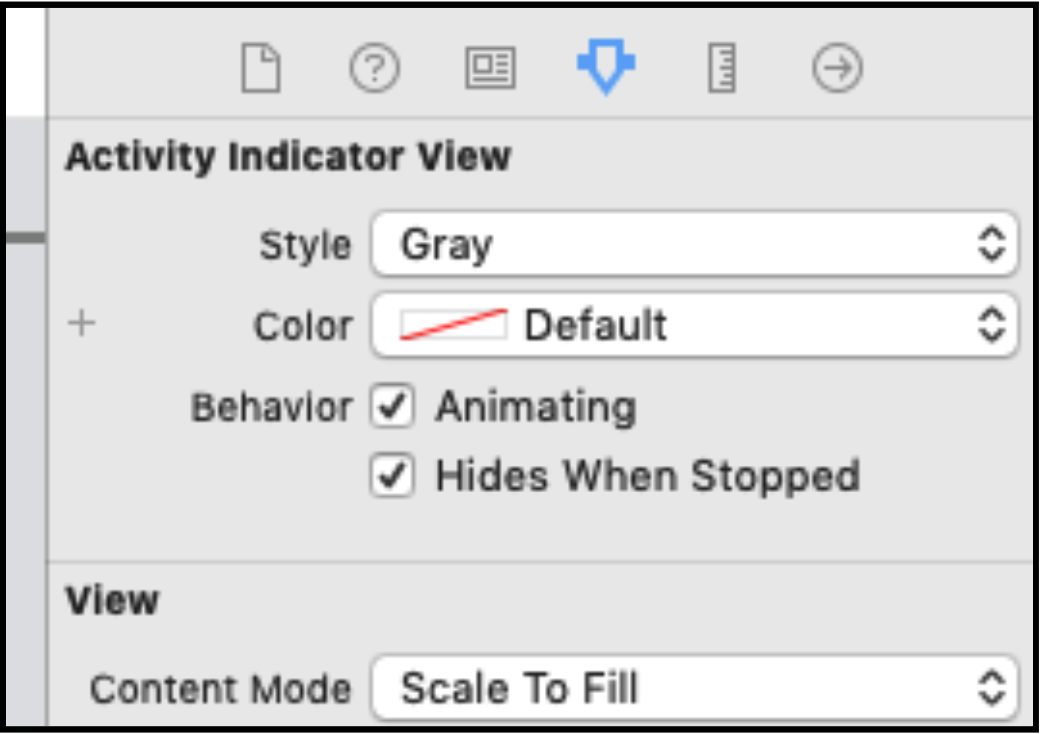 Activity Indicator View
Style Gray
+ Color Default
Behavior Animating
Hides When Stopped
View
Content Mode Scale To Fill